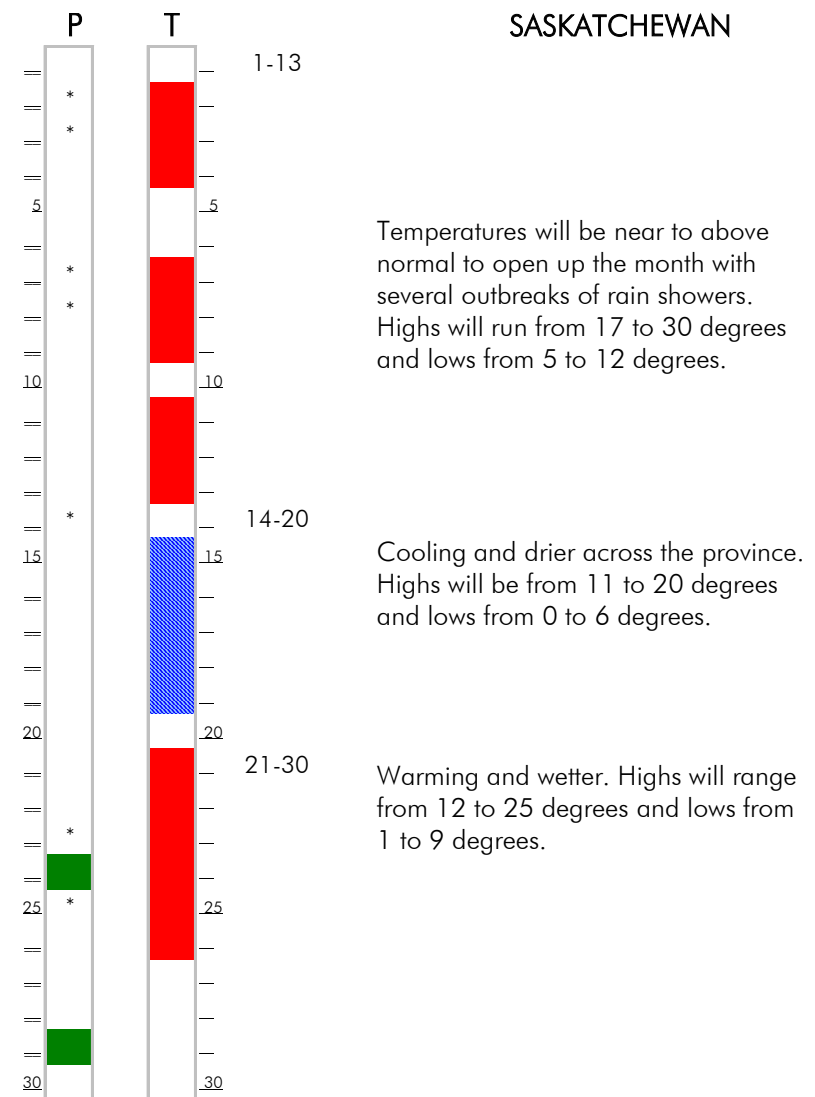 P T SASKATCHEWAN
1-13
*
*
5 5
Temperatures will be near to above
normal to open up the month with
several outbreaks of rain showers.
Highs will run from 17 to 30 degrees
and lows from 5 to 12 degrees.
*
*
10 10
14-20
*
15 15
Cooling and drier across the province.
Highs will be from 11 to 20 degrees
and lows from 0 to 6 degrees.
20 20
21-30
Warming and wetter. Highs will range
from 12 to 25 degrees and lows from
1 to 9 degrees.
*
*
25 25
30 30